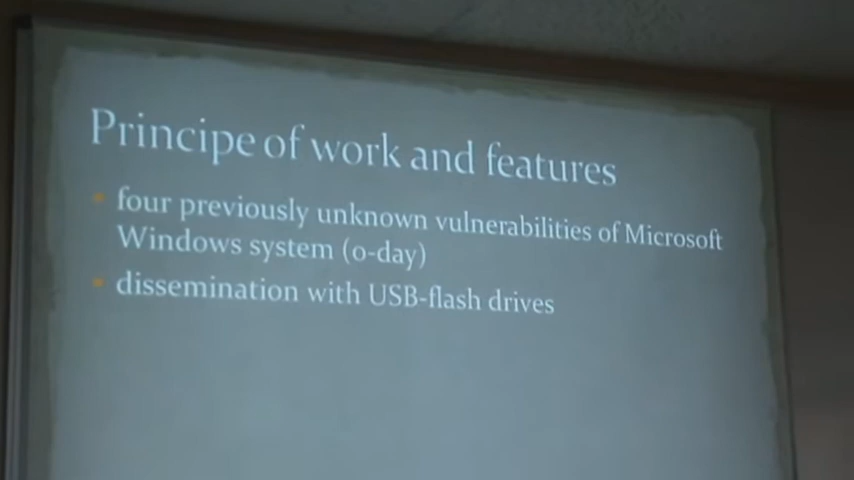 Principe of work and features
four previously unknown vulnerabilities of Microsoft
Windows system (0-day)
dissemination with USB-flash drives